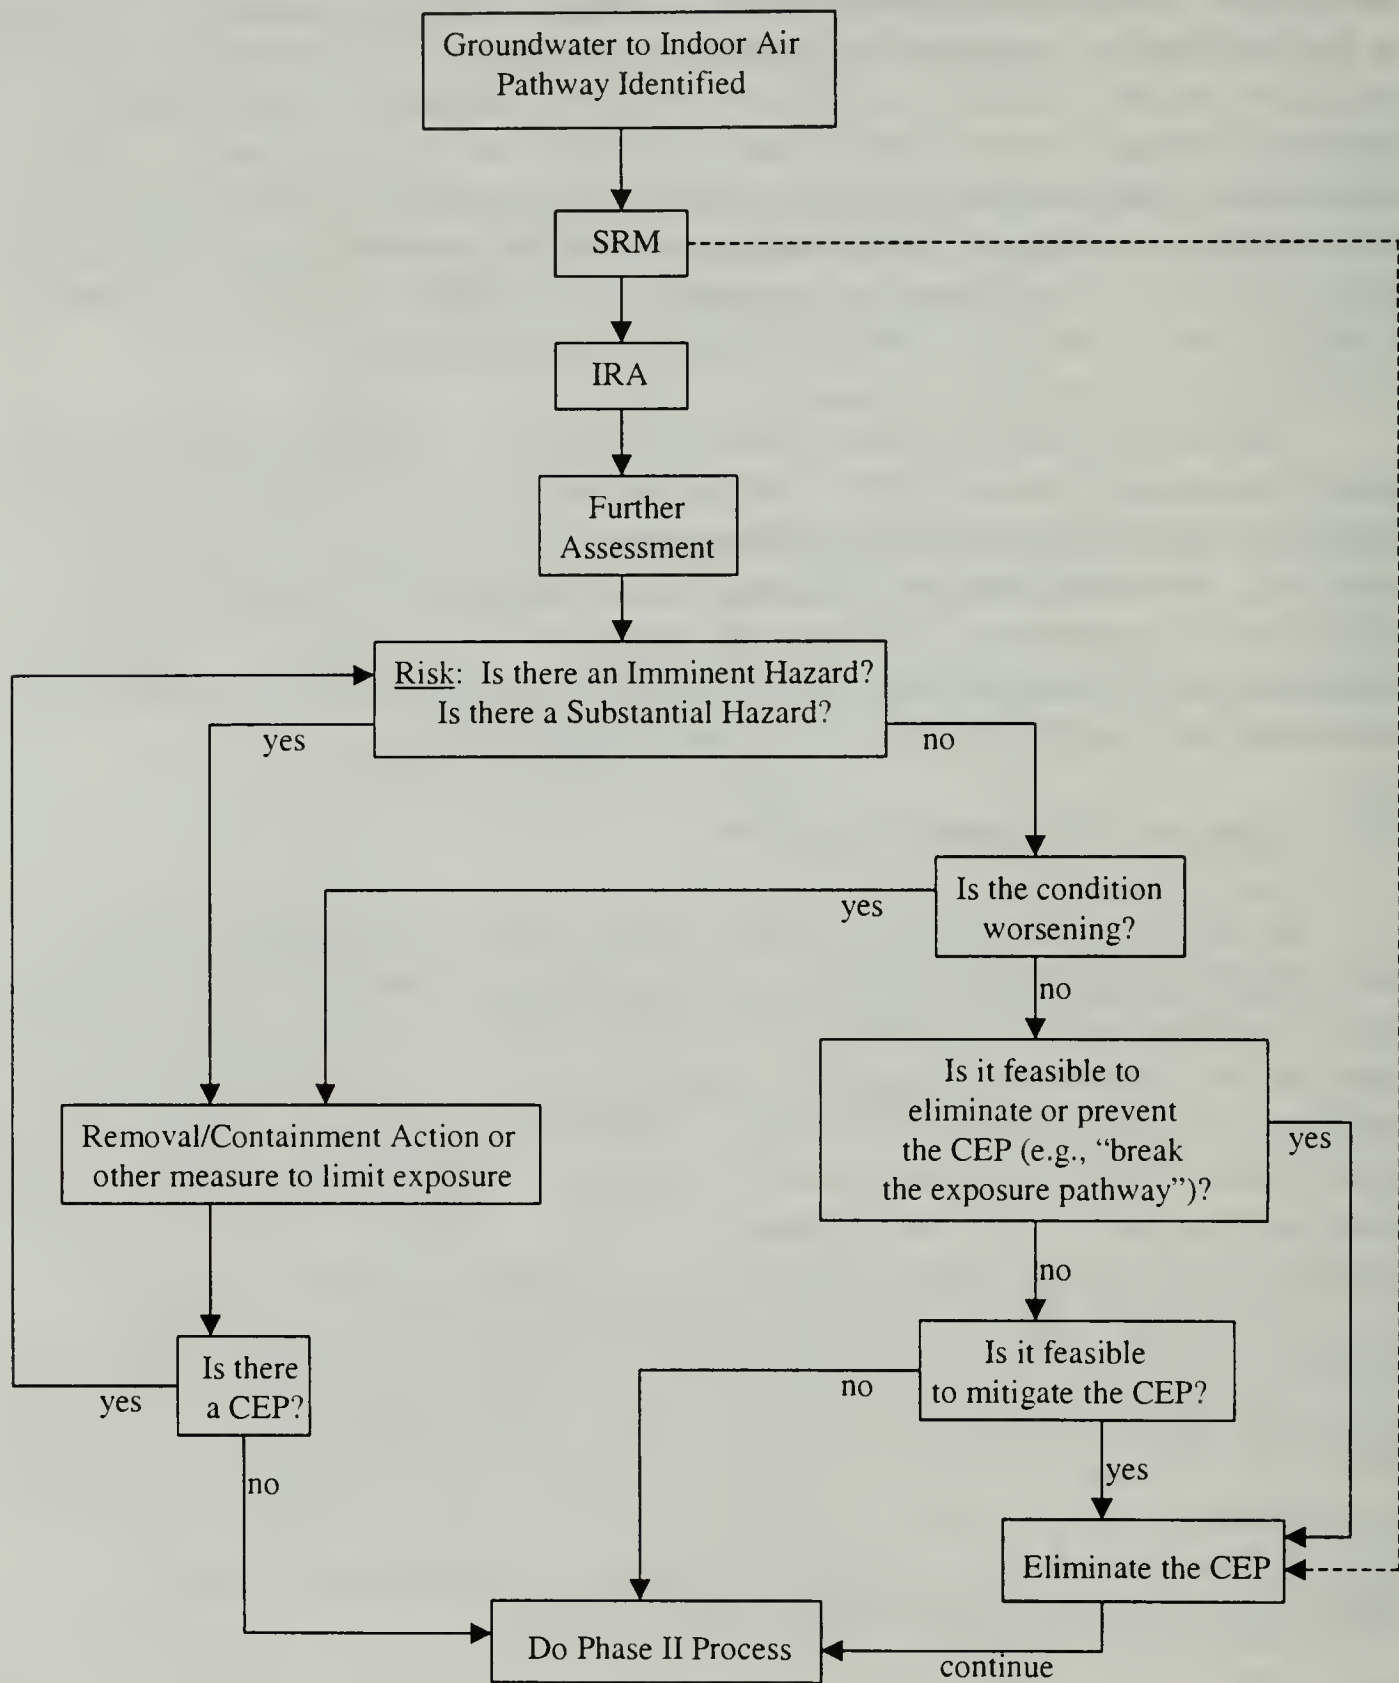 Groundwater to Indoor Air
Pathway Identified
SRM
IRA
Further
Assessment
Risk: Is there an Imminent Hazard?
Is there a Substantial Hazard?
yes
no
Is the condition
worsening?
yes
no
Is it feasible to
eliminate or prevent
the CEP (e.g., “break
the exposure pathway”)?
yes
Removal/Containment Action or
other measure to limit exposure
no
Is it feasible
to mitigate the CEP?
Is there
a CEP?
yes
no
no
yes
Eliminate the CEP
Do Phase II Process
continue